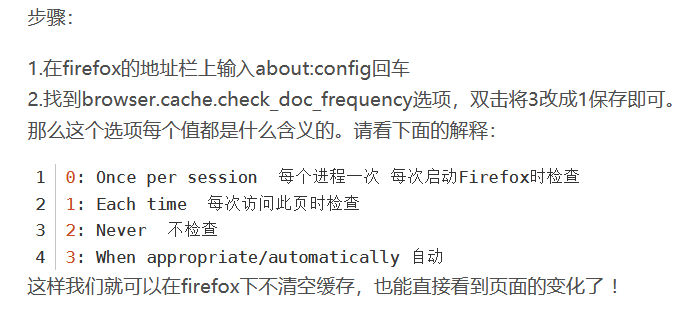 步骤：
1.在firefox的地址栏上输入about:config回车
2.找到browser.cache.check_doc_frequency选项，双击将3改成1保存即可。
那么这个选项每个值都是什么含义的。请看下面的解释：
1 0: Once per session  每个进程一次 每次启动Firefox时检查
2 1: Each time  每次访问此页时检查
3 2: Never  不检查
4 3: When appropriate/automatically 自动
这样我们就可以在firefox下不清空缓存，也能直接看到页面的变化了！